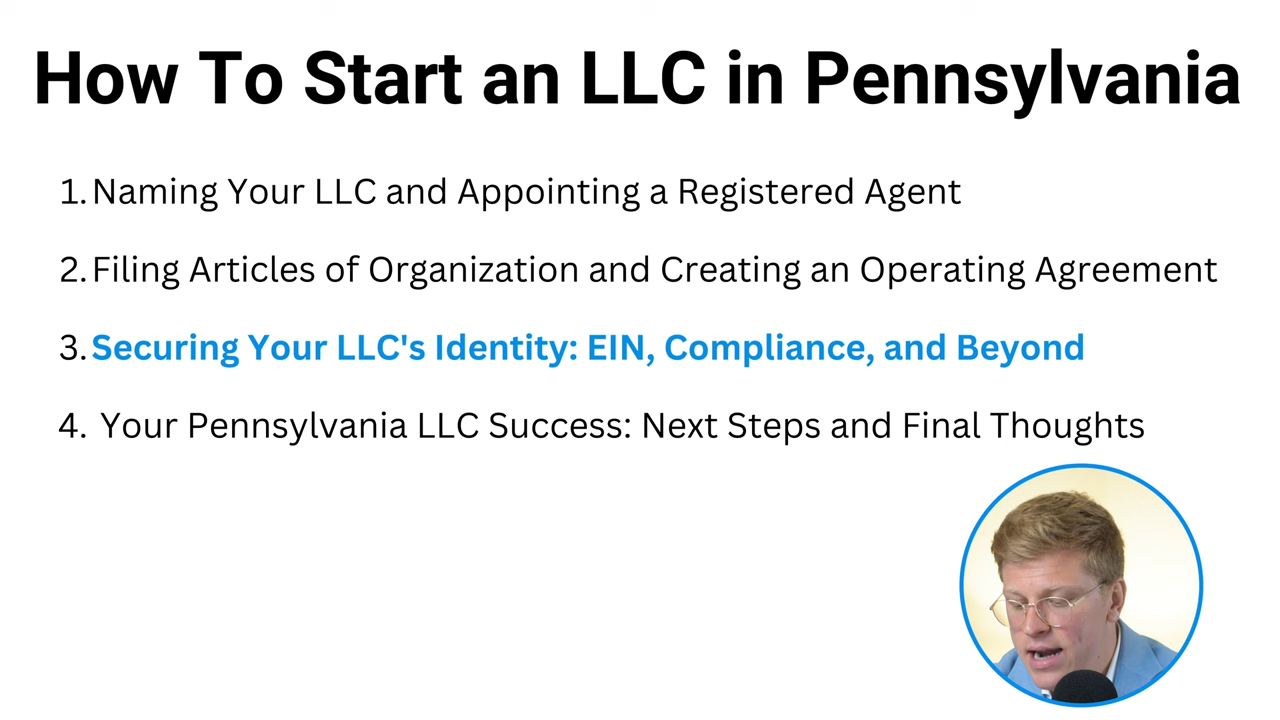 How To Start an LLC in Pennsylvania
1. Naming Your LLC and Appointing a Registered Agent
2. Filing Articles of Organization and Creating an Operating Agreement
3. Securing Your LLC's Identity: EIN, Compliance, and Beyond
4. Your Pennsylvania LLC Success: Next Steps and Final Thoughts